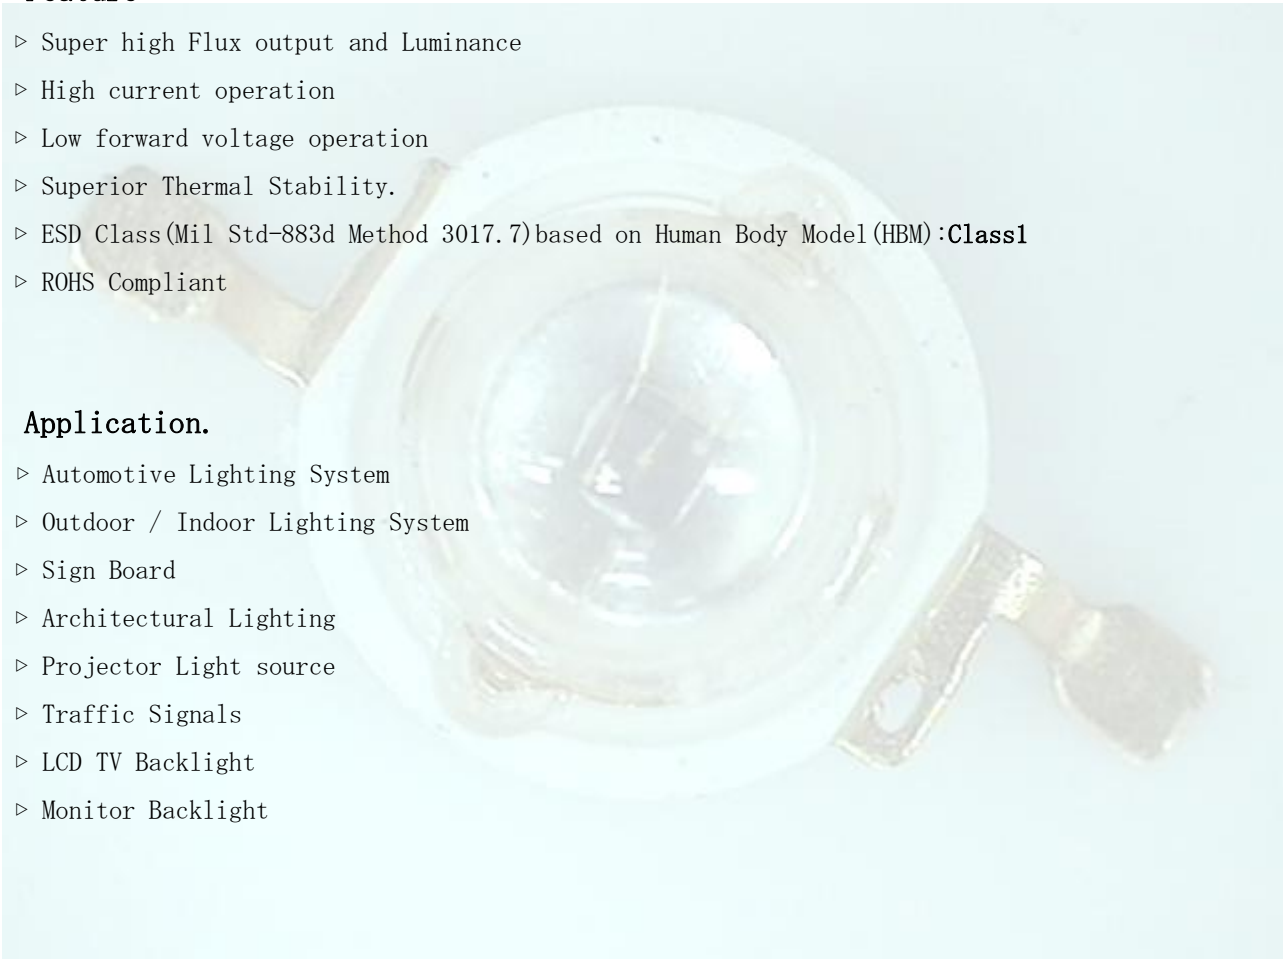 ▷ Super high Flux output and Luminance
▷ High current operation
▷ Low forward voltage operation
▷ Superior Thermal Stability.
▷ ESD Class(Mil Std-883d Method 3017.7)based on Human Body Model(HBM):Class1
▷ ROHS Compliant
Application.
▷ Automotive Lighting System
▷ Outdoor / Indoor Lighting System
▷ Sign Board
▷ Architectural Lighting
▷ Projector Light source
▷ Traffic Signals
▷ LCD TV Backlight
▷ Monitor Backlight